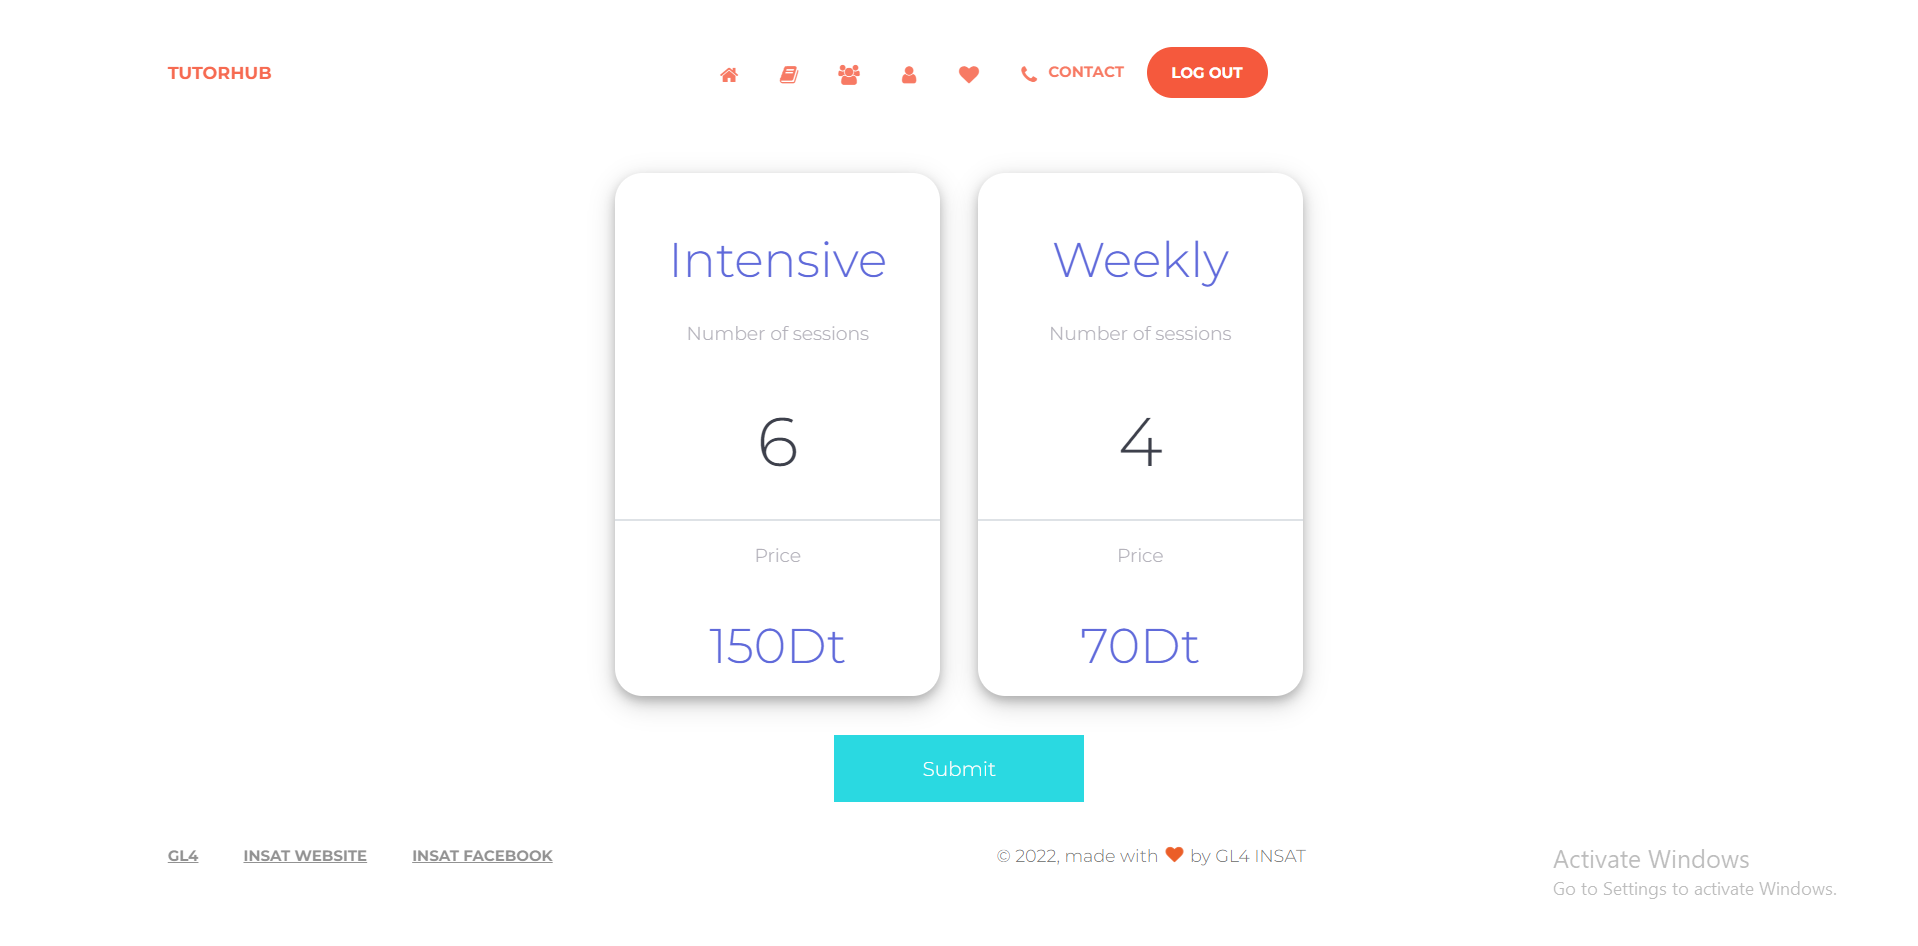 TUTORHUB
CONTACT
LOG OUT
Intensive
Number of sessions
6
Price
150Dt
Weekly
Number of sessions
4
Price
70Dt
Submit
GL4 INSAT WEBSITE INSAT FACEBOOK
© 2022, made with by GL4 INSAT
Activate Windows
Go to Settings to activate Windows.